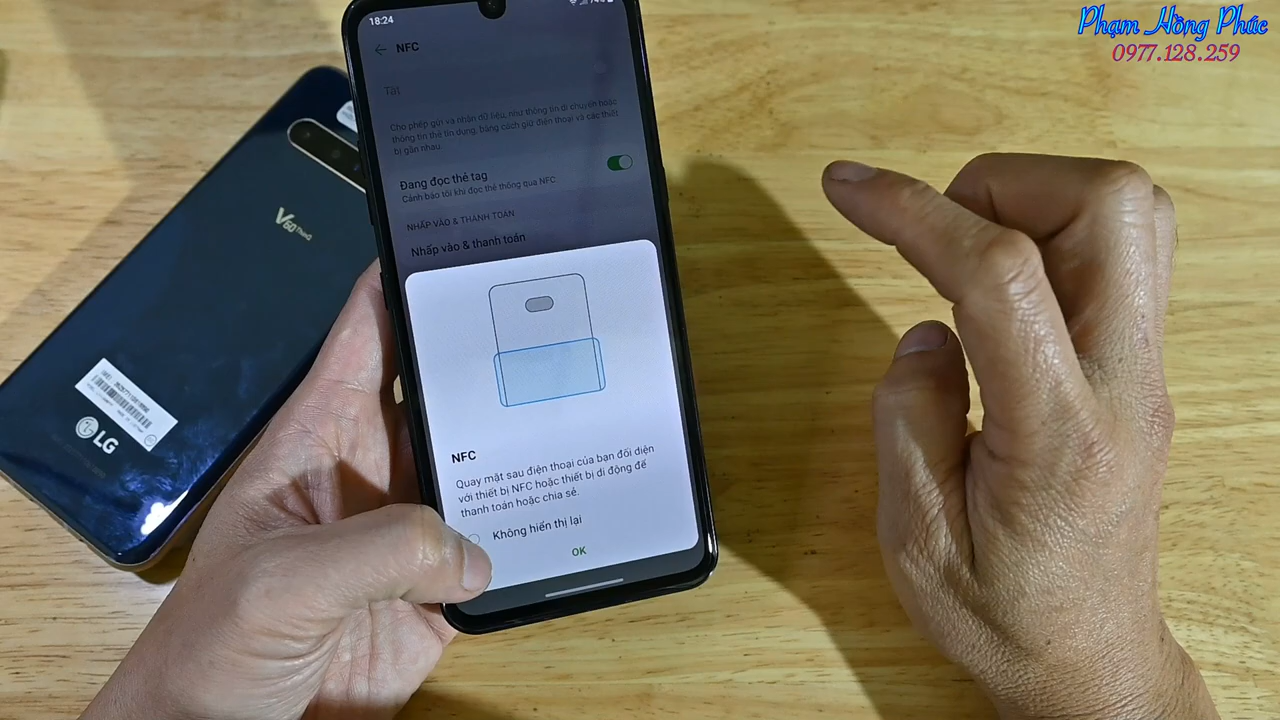 Phạm Hồng Phúc
0977.128.259
18:24
NFC
Tắt
Cho phép gửi và nhận dữ liệu, như thông tin di chuyển hoặc
thông tin thẻ tín dụng, bằng cách giữ điện thoại và các thiết
bị gần nhau.
Đang đọc thẻ tag
Cảnh báo tôi khi đọc thẻ thông qua NFC.
NHẤP VÀO & THANH TOÁN
Nhấp vào & thanh toán
NFC
Quay mặt sau điện thoại của bạn đối diện
với thiết bị NFC hoặc thiết bị di động để
thanh toán hoặc chia sẻ.
Không hiển thị lại
OK
V60 ThinQ
LG